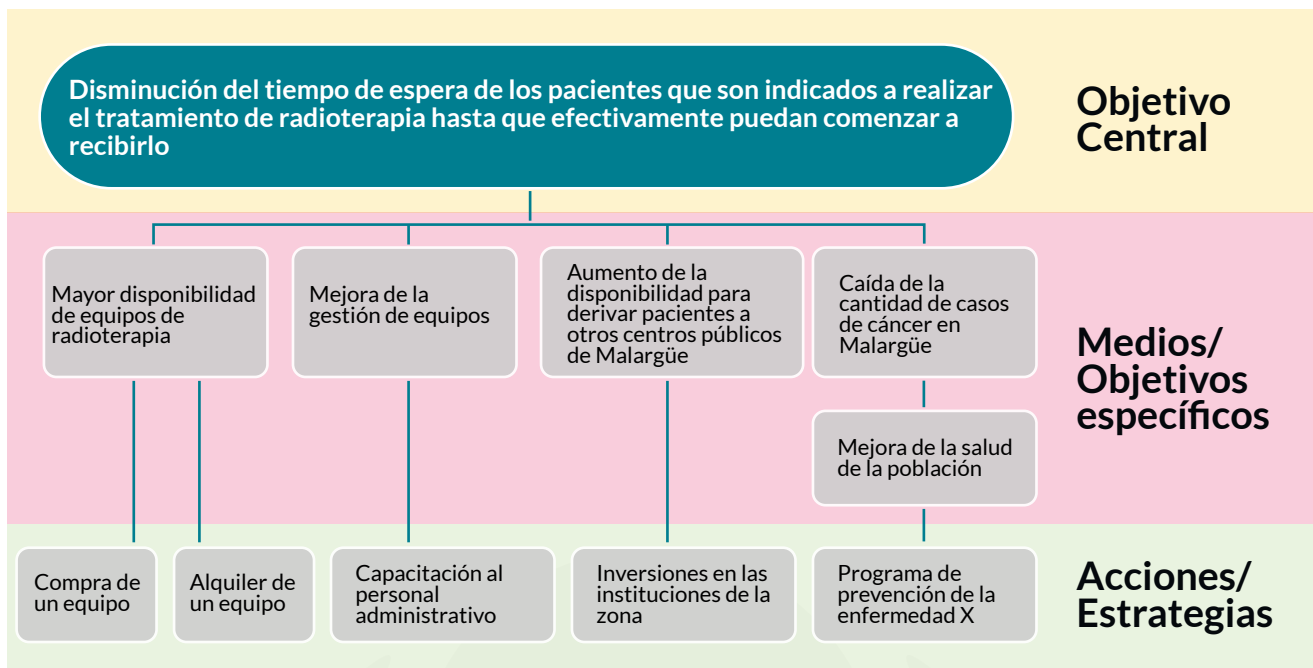 Disminución del tiempo de espera de los pacientes que son indicados a realizar
el tratamiento de radioterapia hasta que efectivamente puedan comenzar a
recibirlo
Objetivo
Central
Mayor disponibilidad
de equipos de
radioterapia
Mejora de la
gestión de equipos
Aumento de la
disponibilidad para
derivar pacientes a
otros centros públicos
de Malargüe
Caída de la
cantidad de casos
de cáncer en
Malargüe
Mejora de la salud
de la población
Medios/
Objetivos
específicos
Compra de
un equipo
Alquiler de
un equipo
Capacitación al
personal
administrativo
Inversiones en las
instituciones de la
zona
Programa de
prevención de la
enfermedad X
Acciones/
Estrategias